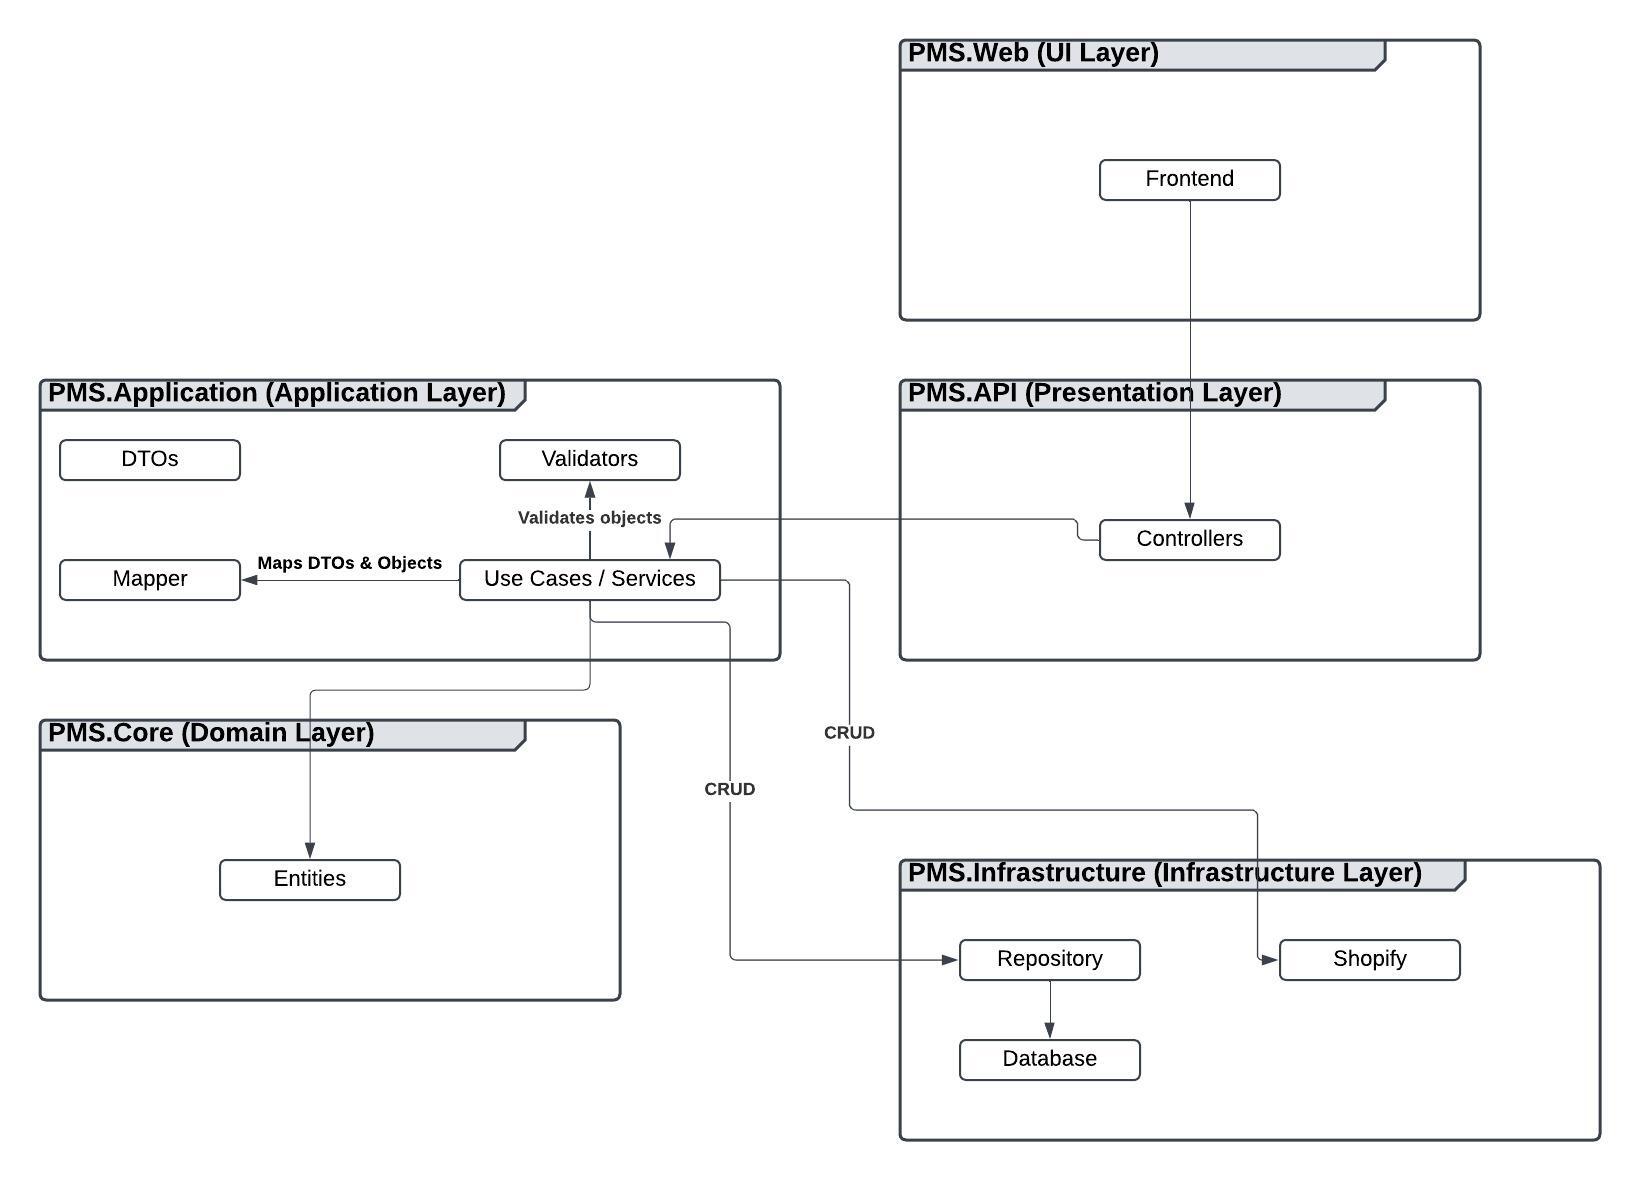 PMS.Web (UI Layer)
Frontend
PMS.Application (Application Layer)
DTOs
Validators
Validates objects
Mapper
Maps DTOs & Objects
Use Cases / Services
PMS.API (Presentation Layer)
Controllers
PMS.Core (Domain Layer)
Entities
CRUD
CRUD
PMS.Infrastructure (Infrastructure Layer)
Repository
Shopify
Database